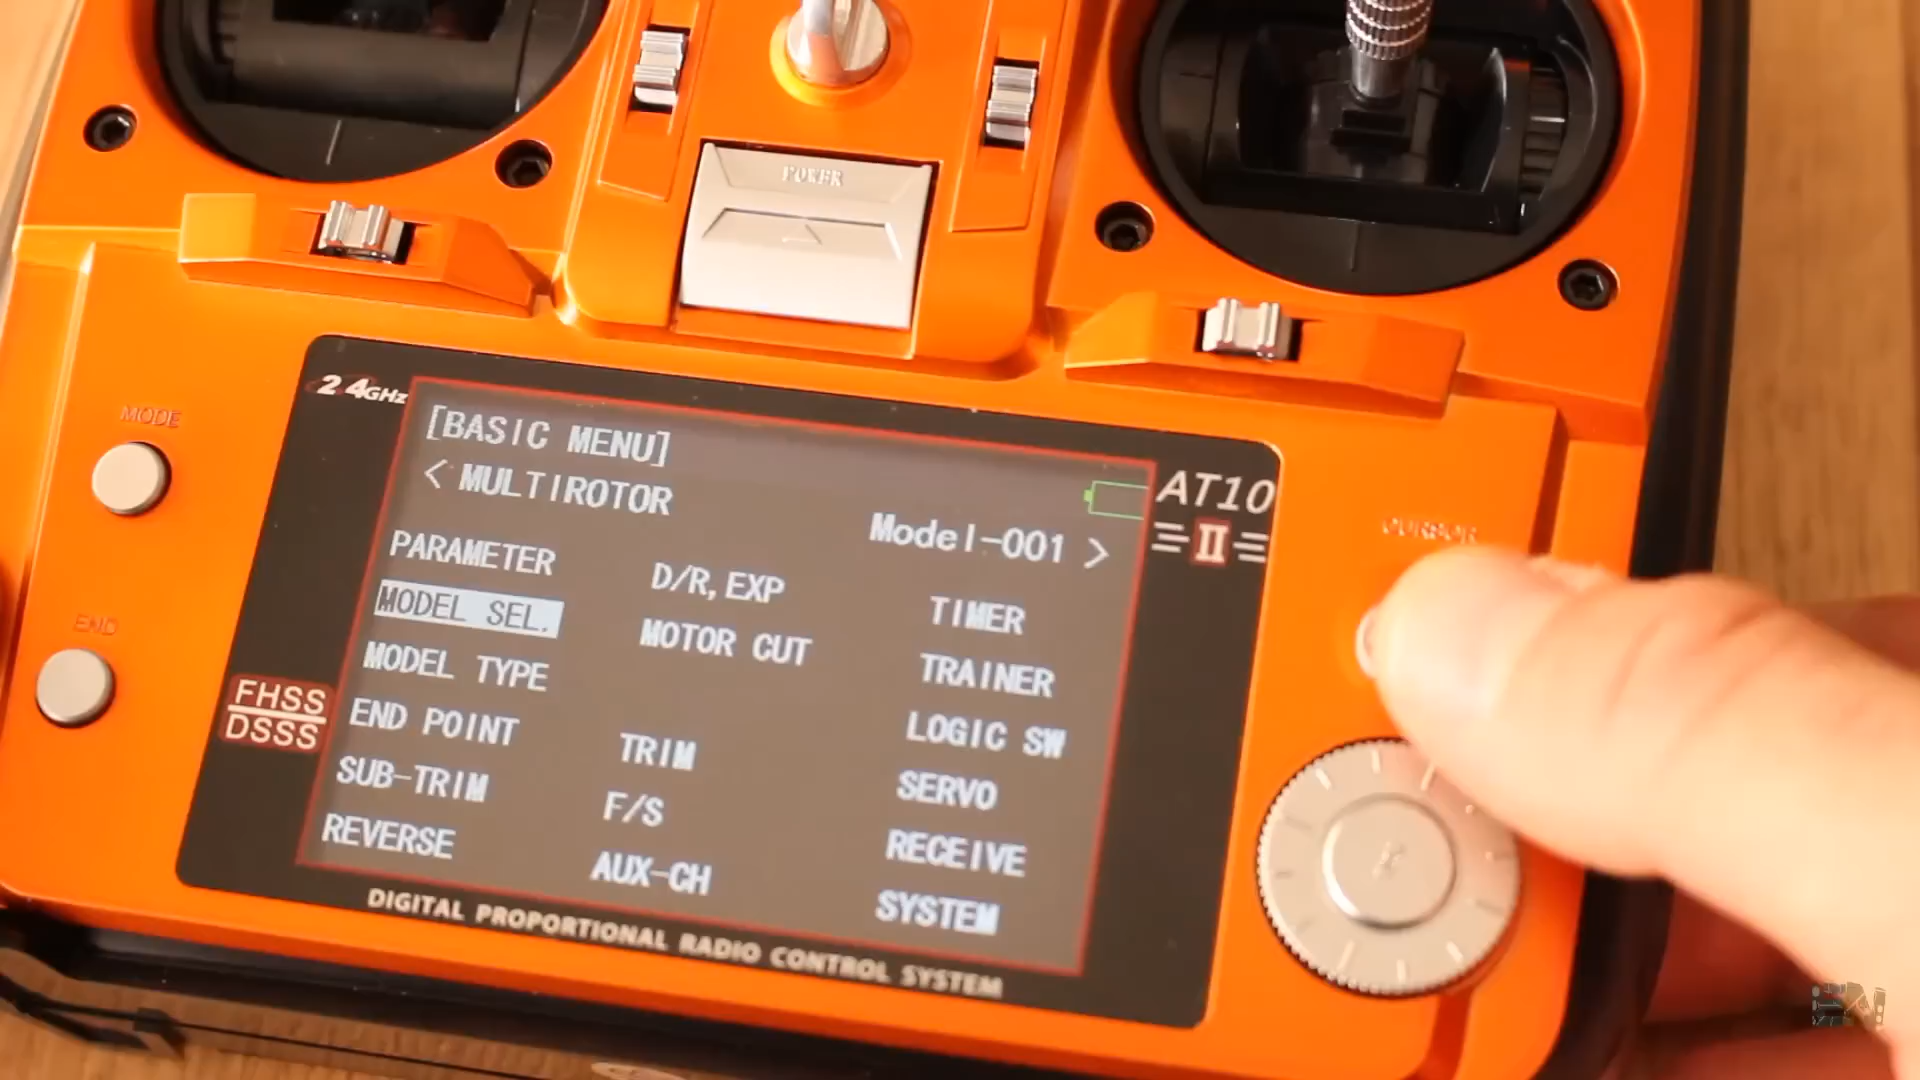 POWER
MODE
END
CURSOR
2.4GHz
[BASIC MENU]
< MULTIROTOR
Model-001 >
PARAMETER
MODEL SEL.
MODEL TYPE
END POINT
SUB-TRIM
REVERSE
D/R,EXP
MOTOR CUT
TRIM
F/S
AUX-CH
TIMER
TRAINER
LOGIC SW
SERVO
RECEIVE
SYSTEM
AT10
II
FHSS
DSSS
DIGITAL PROPORTIONAL RADIO CONTROL SYSTEM